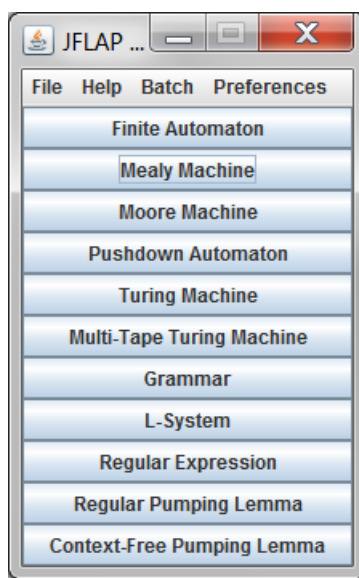 JFLAP ...
File Help Batch Preferences
Finite Automaton
Mealy Machine
Moore Machine
Pushdown Automaton
Turing Machine
Multi-Tape Turing Machine
Grammar
L-System
Regular Expression
Regular Pumping Lemma
Context-Free Pumping Lemma